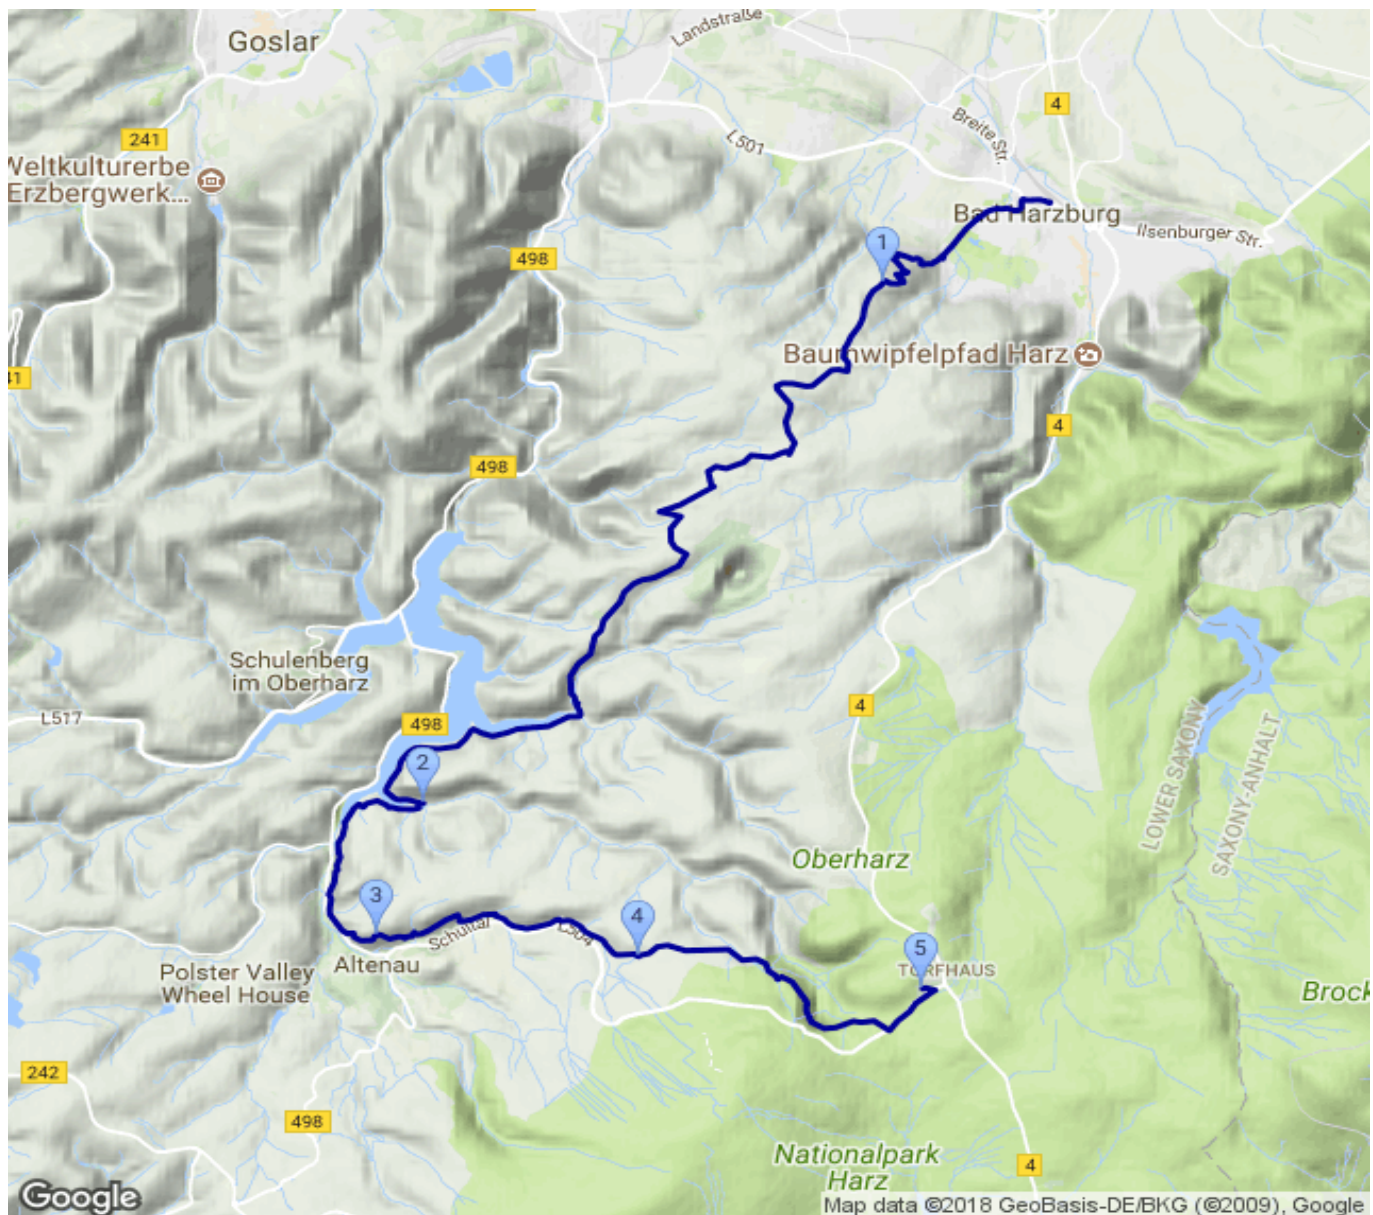 Goslar
Landstraße
4
Breite Str.
241
L501
Weltkulturerbe
Erzbergwerk...
Bad Harzburg
Ilsenburger Str.
1
498
Baumwipfelpfad Harz
41
4
498
Schulenberg
im Oberharz
L517
498
4
LOWER SAXONY
SAXONY-ANHALT
2
Oberharz
3
4
Schultal
L504
5
TORFHAUS
Altenau
Polster Valley
Wheel House
Brock
242
498
Nationalpark
Harz
4
Google
Map data ©2018 GeoBasis-DE/BKG (©2009), Google